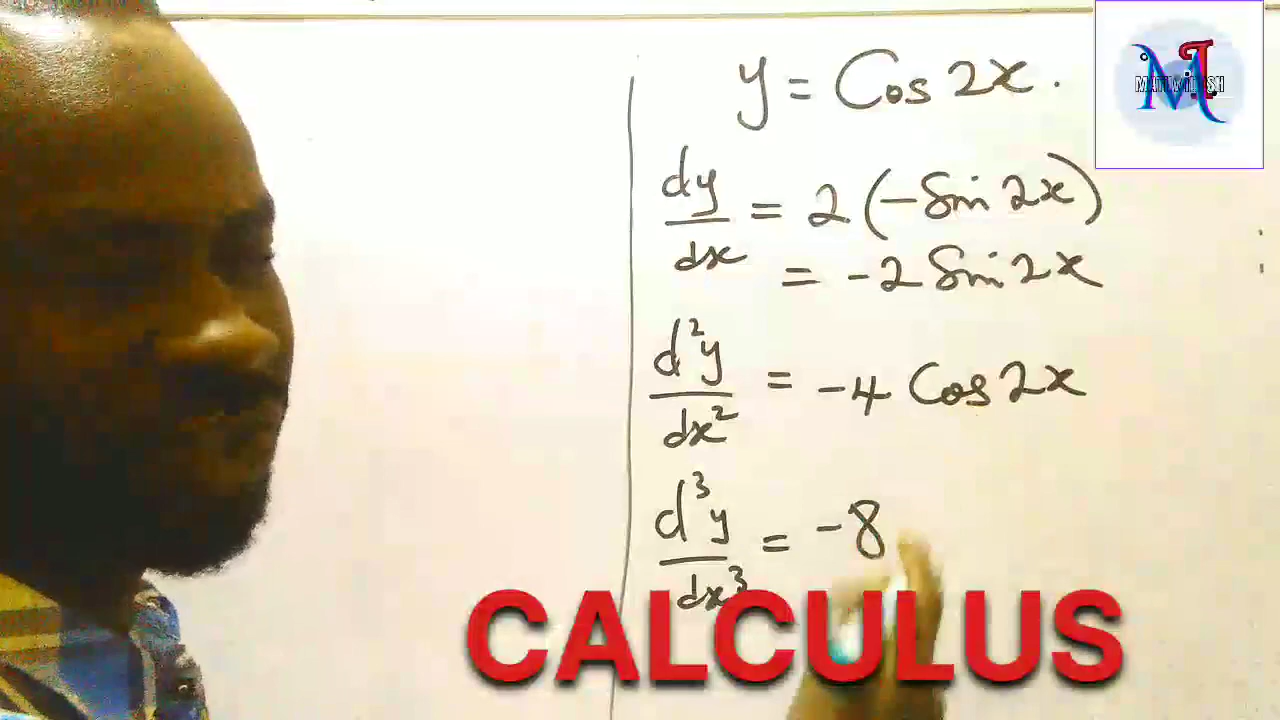 y = Cos 2x.
dy/dx = 2(-Sin 2x)
= -2 Sin 2x
d²y/dx² = -4 Cos 2x
d³y/dx³ = -8
CALCULUS